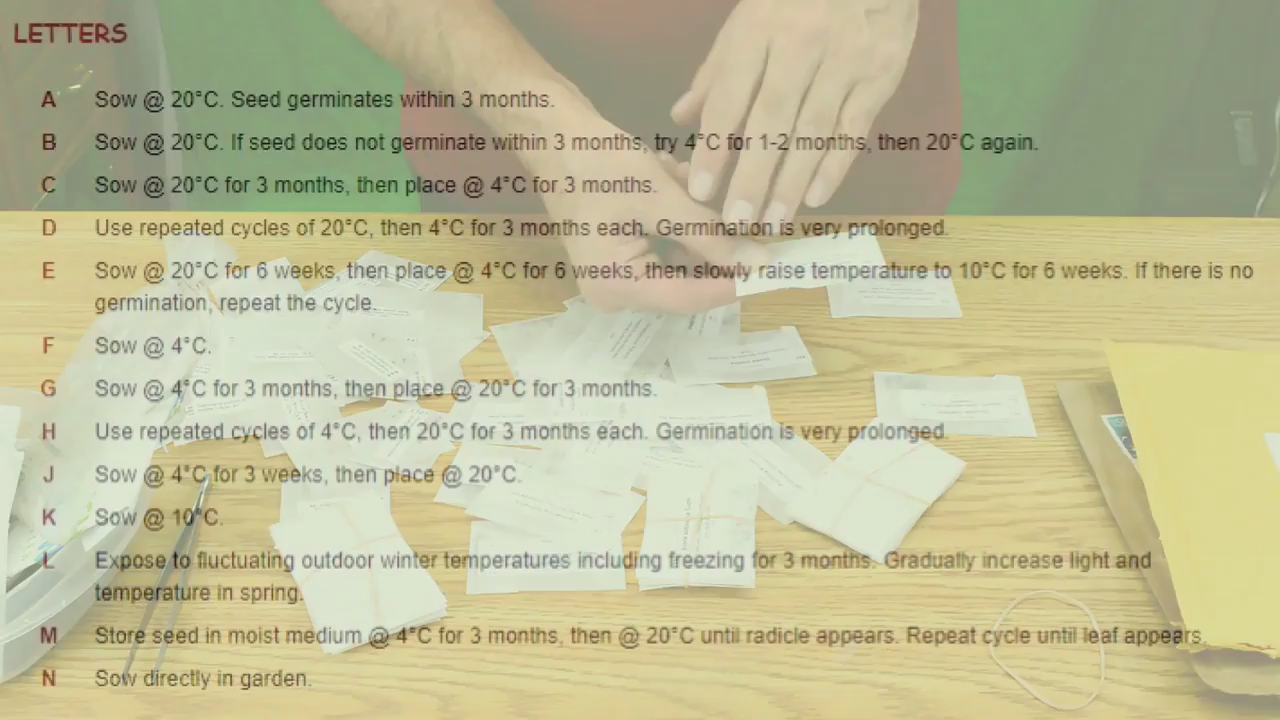 LETTERS
A Sow @ 20°C. Seed germinates within 3 months.
B Sow @ 20°C. If seed does not germinate within 3 months, try 4°C for 1-2 months, then 20°C again.
C Sow @ 20°C for 3 months, then place @ 4°C for 3 months.
D Use repeated cycles of 20°C, then 4°C for 3 months each. Germination is very prolonged.
E Sow @ 20°C for 6 weeks, then place @ 4°C for 6 weeks, then slowly raise temperature to 10°C for 6 weeks. If there is no
germination, repeat the cycle.
F Sow @ 4°C.
G Sow @ 4°C for 3 months, then place @ 20°C for 3 months.
H Use repeated cycles of 4°C, then 20°C for 3 months each. Germination is very prolonged.
J Sow @ 4°C for 3 weeks, then place @ 20°C.
K Sow @ 10°C.
L Expose to fluctuating outdoor winter temperatures including freezing for 3 months. Gradually increase light and
temperature in spring.
M Store seed in moist medium @ 4°C for 3 months, then @ 20°C until radicle appears. Repeat cycle until leaf appears.
N Sow directly in garden.